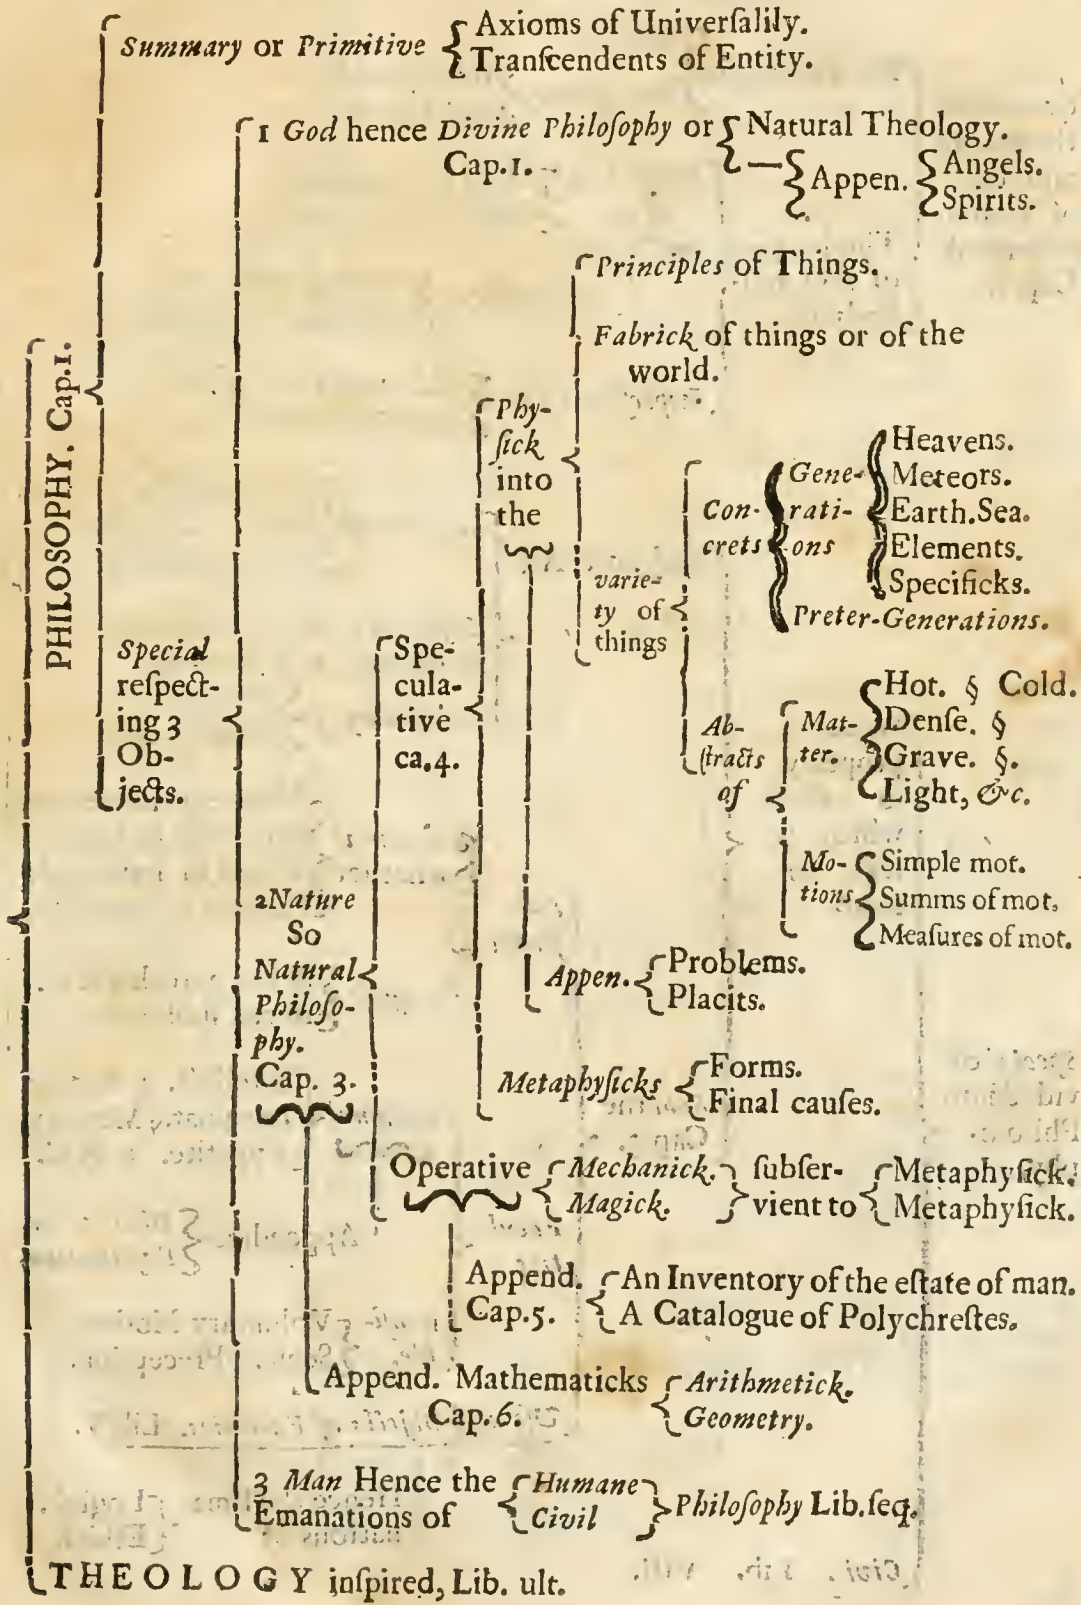 Summary or Primitive
Axioms of Univerſalily.
Tranſcendents of Entity.
PHILOSOPHY. Cap.1.
Special
reſpect-
ing 3
Ob-
jects.
1 God hence Divine Philoſophy or
Cap.1.
Natural Theology.
Appen.
Angels.
Spirits.
2Nature
So
Natural
Philoſo-
phy.
Cap. 3.
Spe-
cula-
tive
ca.4.
Phy-
ſick
into
the
Principles of Things.
Fabrick of things or of the
world.
varie-
ty of
things
Con-
crets
Gene-
rati-
ons
Heavens.
Meteors.
Earth.Sea.
Elements.
Specificks.
Preter-Generations.
Ab-
ſtracts
of
Mat-
ter.
Hot. § Cold.
Denſe. §
Grave. §.
Light, &c.
Mo-
tions
Simple mot.
Summs of mot,
Meaſures of mot.
Appen.
Problems.
Placits.
Metaphyſicks
Forms.
Final cauſes.
Operative
Mechanick.
Magick.
ſubſer-
vient to
Metaphyſick.
Metaphyſick.
Append.
Cap.5.
An Inventory of the eſtate of man.
A Catalogue of Polychreſtes.
Append. Mathematicks
Cap.6.
Arithmetick.
Geometry.
3 Man Hence the
Emanations of
Humane
Civil
Philoſophy Lib.ſeq.
THEOLOGY inſpired, Lib. ult.